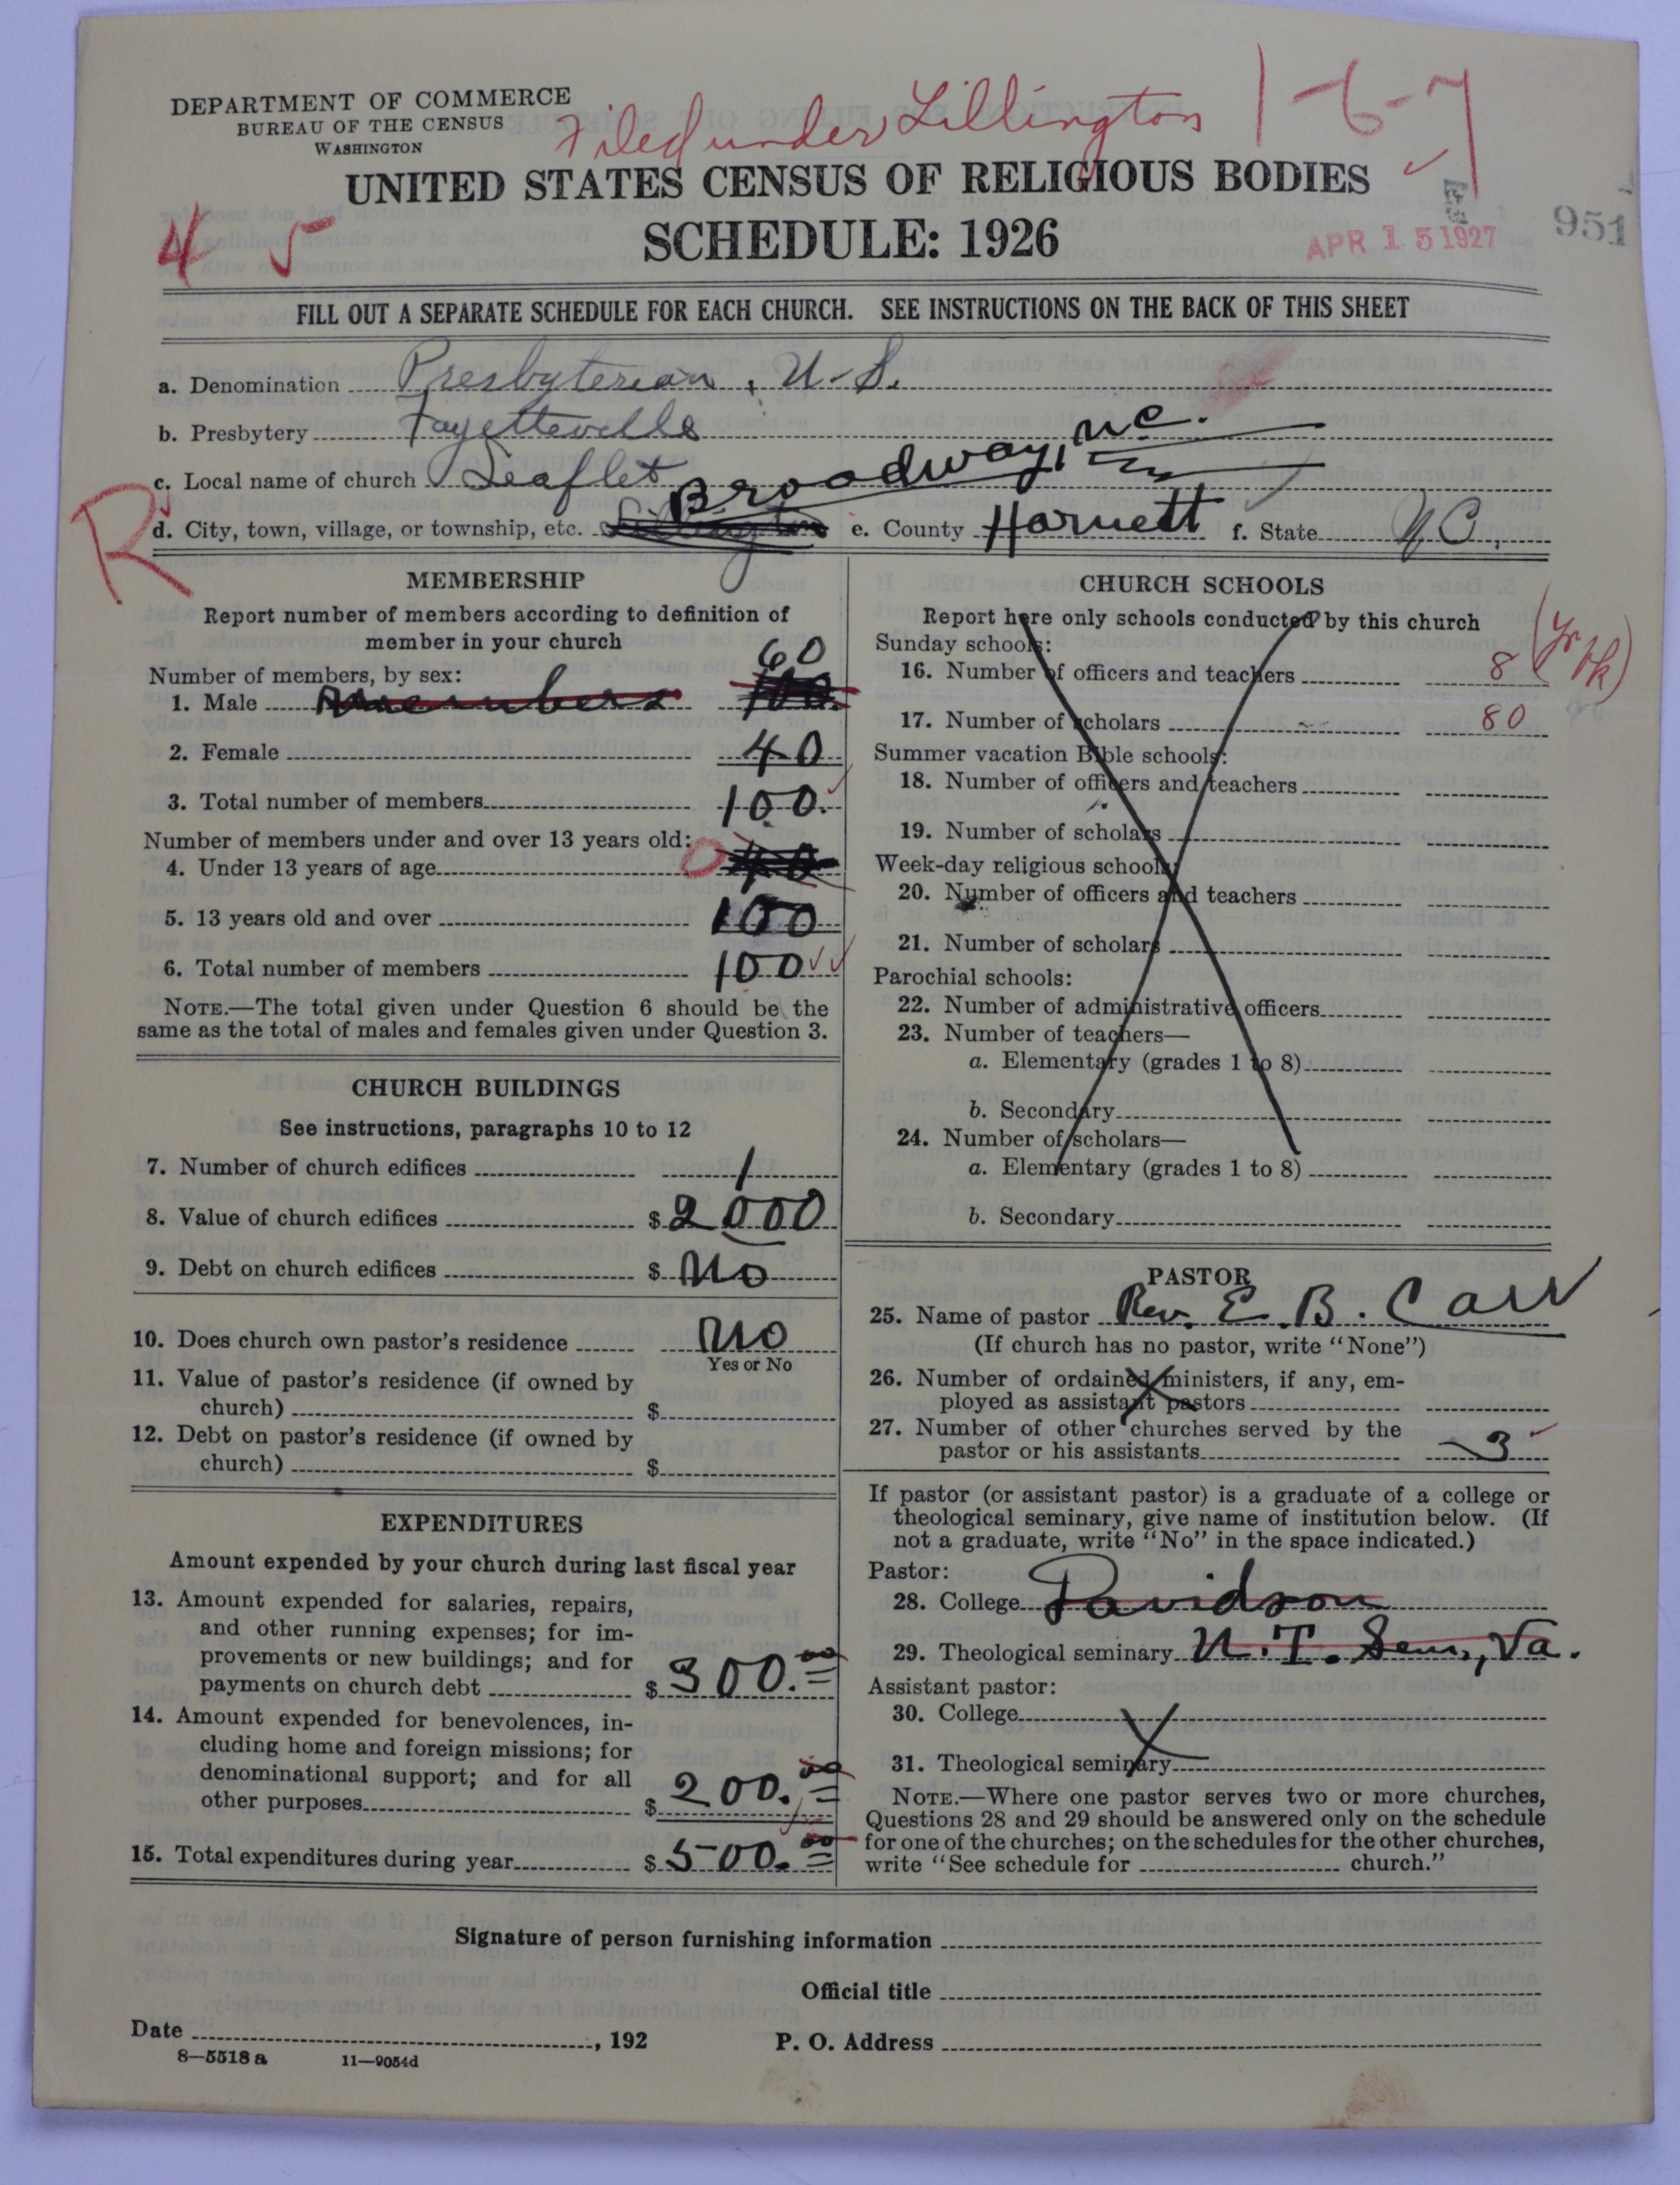 DEPARTMENT OF COMMERCE
BUREAU OF THE CENSUS
WASHINGTON
Filed under Lillington 1-6-7
UNITED STATES CENSUS OF RELIGIOUS BODIES
SCHEDULE: 1926
4 5
APR 15 1927
951
FILL OUT A SEPARATE SCHEDULE FOR EACH CHURCH. SEE INSTRUCTIONS ON THE BACK OF THIS SHEET
a. Denomination Presbyterian, U.S.
b. Presbytery Fayetteville
c. Local name of church Leaflet
Broadway, N.C.
R
d. City, town, village, or township, etc. Lillington e. County Harnett f. State N.C.
MEMBERSHIP
Report number of members according to definition of
member in your church
Number of members, by sex:
60
1. Male members 100.
2. Female 40
3. Total number of members 100.
Number of members under and over 13 years old:
4. Under 13 years of age 0 40
5. 13 years old and over 100
6. Total number of members 100
NOTE.—The total given under Question 6 should be the
same as the total of males and females given under Question 3.
CHURCH BUILDINGS
See instructions, paragraphs 10 to 12
7. Number of church edifices 1
8. Value of church edifices $ 2000
9. Debt on church edifices $ No
10. Does church own pastor's residence No
Yes or No
11. Value of pastor's residence (if owned by
church) $
12. Debt on pastor's residence (if owned by
church) $
EXPENDITURES
Amount expended by your church during last fiscal year
13. Amount expended for salaries, repairs,
and other running expenses; for im-
provements or new buildings; and for
payments on church debt $ 300.00
14. Amount expended for benevolences, in-
cluding home and foreign missions; for
denominational support; and for all
other purposes $ 200.00
15. Total expenditures during year $ 500.00
CHURCH SCHOOLS
Report here only schools conducted by this church
Sunday schools:
16. Number of officers and teachers 8 (Yr bk)
17. Number of scholars 80
Summer vacation Bible schools:
18. Number of officers and teachers
19. Number of scholars
Week-day religious schools:
20. Number of officers and teachers
21. Number of scholars
Parochial schools:
22. Number of administrative officers
23. Number of teachers—
a. Elementary (grades 1 to 8)
b. Secondary
24. Number of scholars—
a. Elementary (grades 1 to 8)
b. Secondary
PASTOR
25. Name of pastor Rev. E. B. Carr
(If church has no pastor, write "None")
26. Number of ordained ministers, if any, em-
ployed as assistant pastors
27. Number of other churches served by the
pastor or his assistants 3
If pastor (or assistant pastor) is a graduate of a college or
theological seminary, give name of institution below. (If
not a graduate, write "No" in the space indicated.)
Pastor:
28. College Davidson
29. Theological seminary U. T. Sem., Va.
Assistant pastor:
30. College
31. Theological seminary
NOTE.—Where one pastor serves two or more churches,
Questions 28 and 29 should be answered only on the schedule
for one of the churches; on the schedules for the other churches,
write "See schedule for church."
Signature of person furnishing information
Official title
Date , 192 P. O. Address
8—5518 a 11—9054d